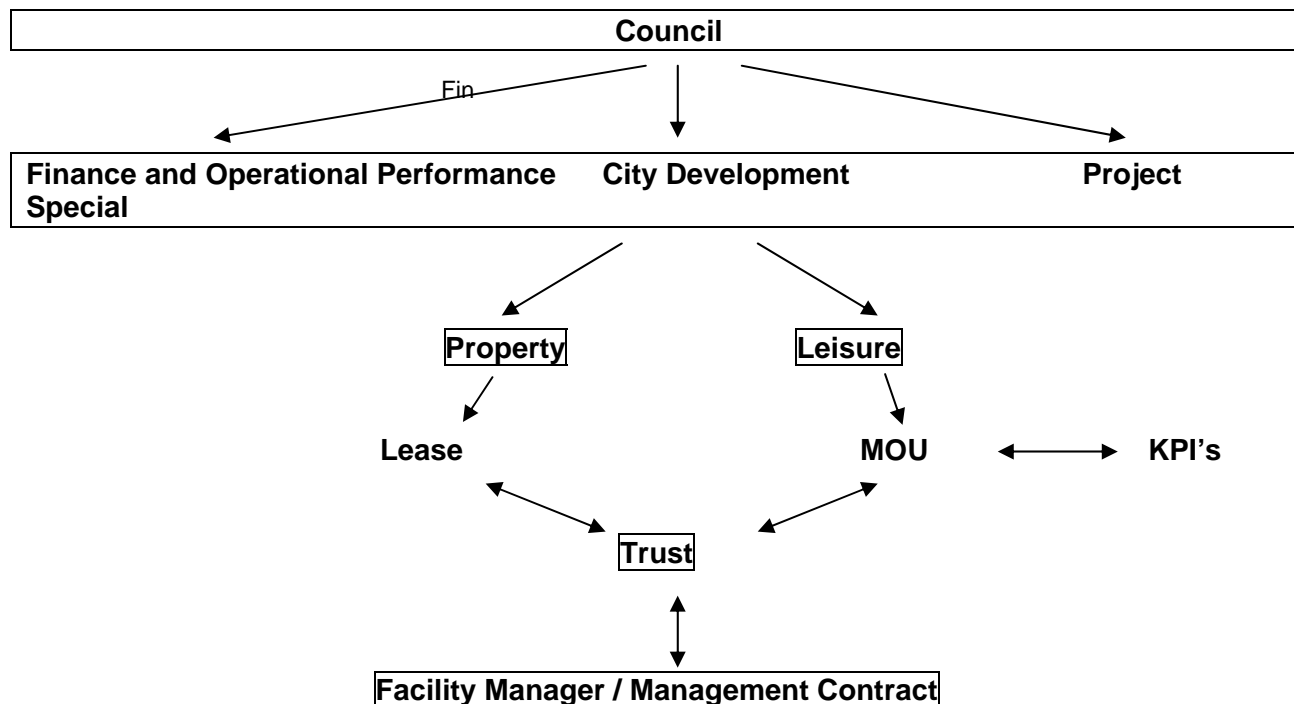 Council
Fin
Finance and Operational Performance City Development Project
Special
Property Leisure
Lease MOU KPI's
Trust
Facility Manager / Management Contract